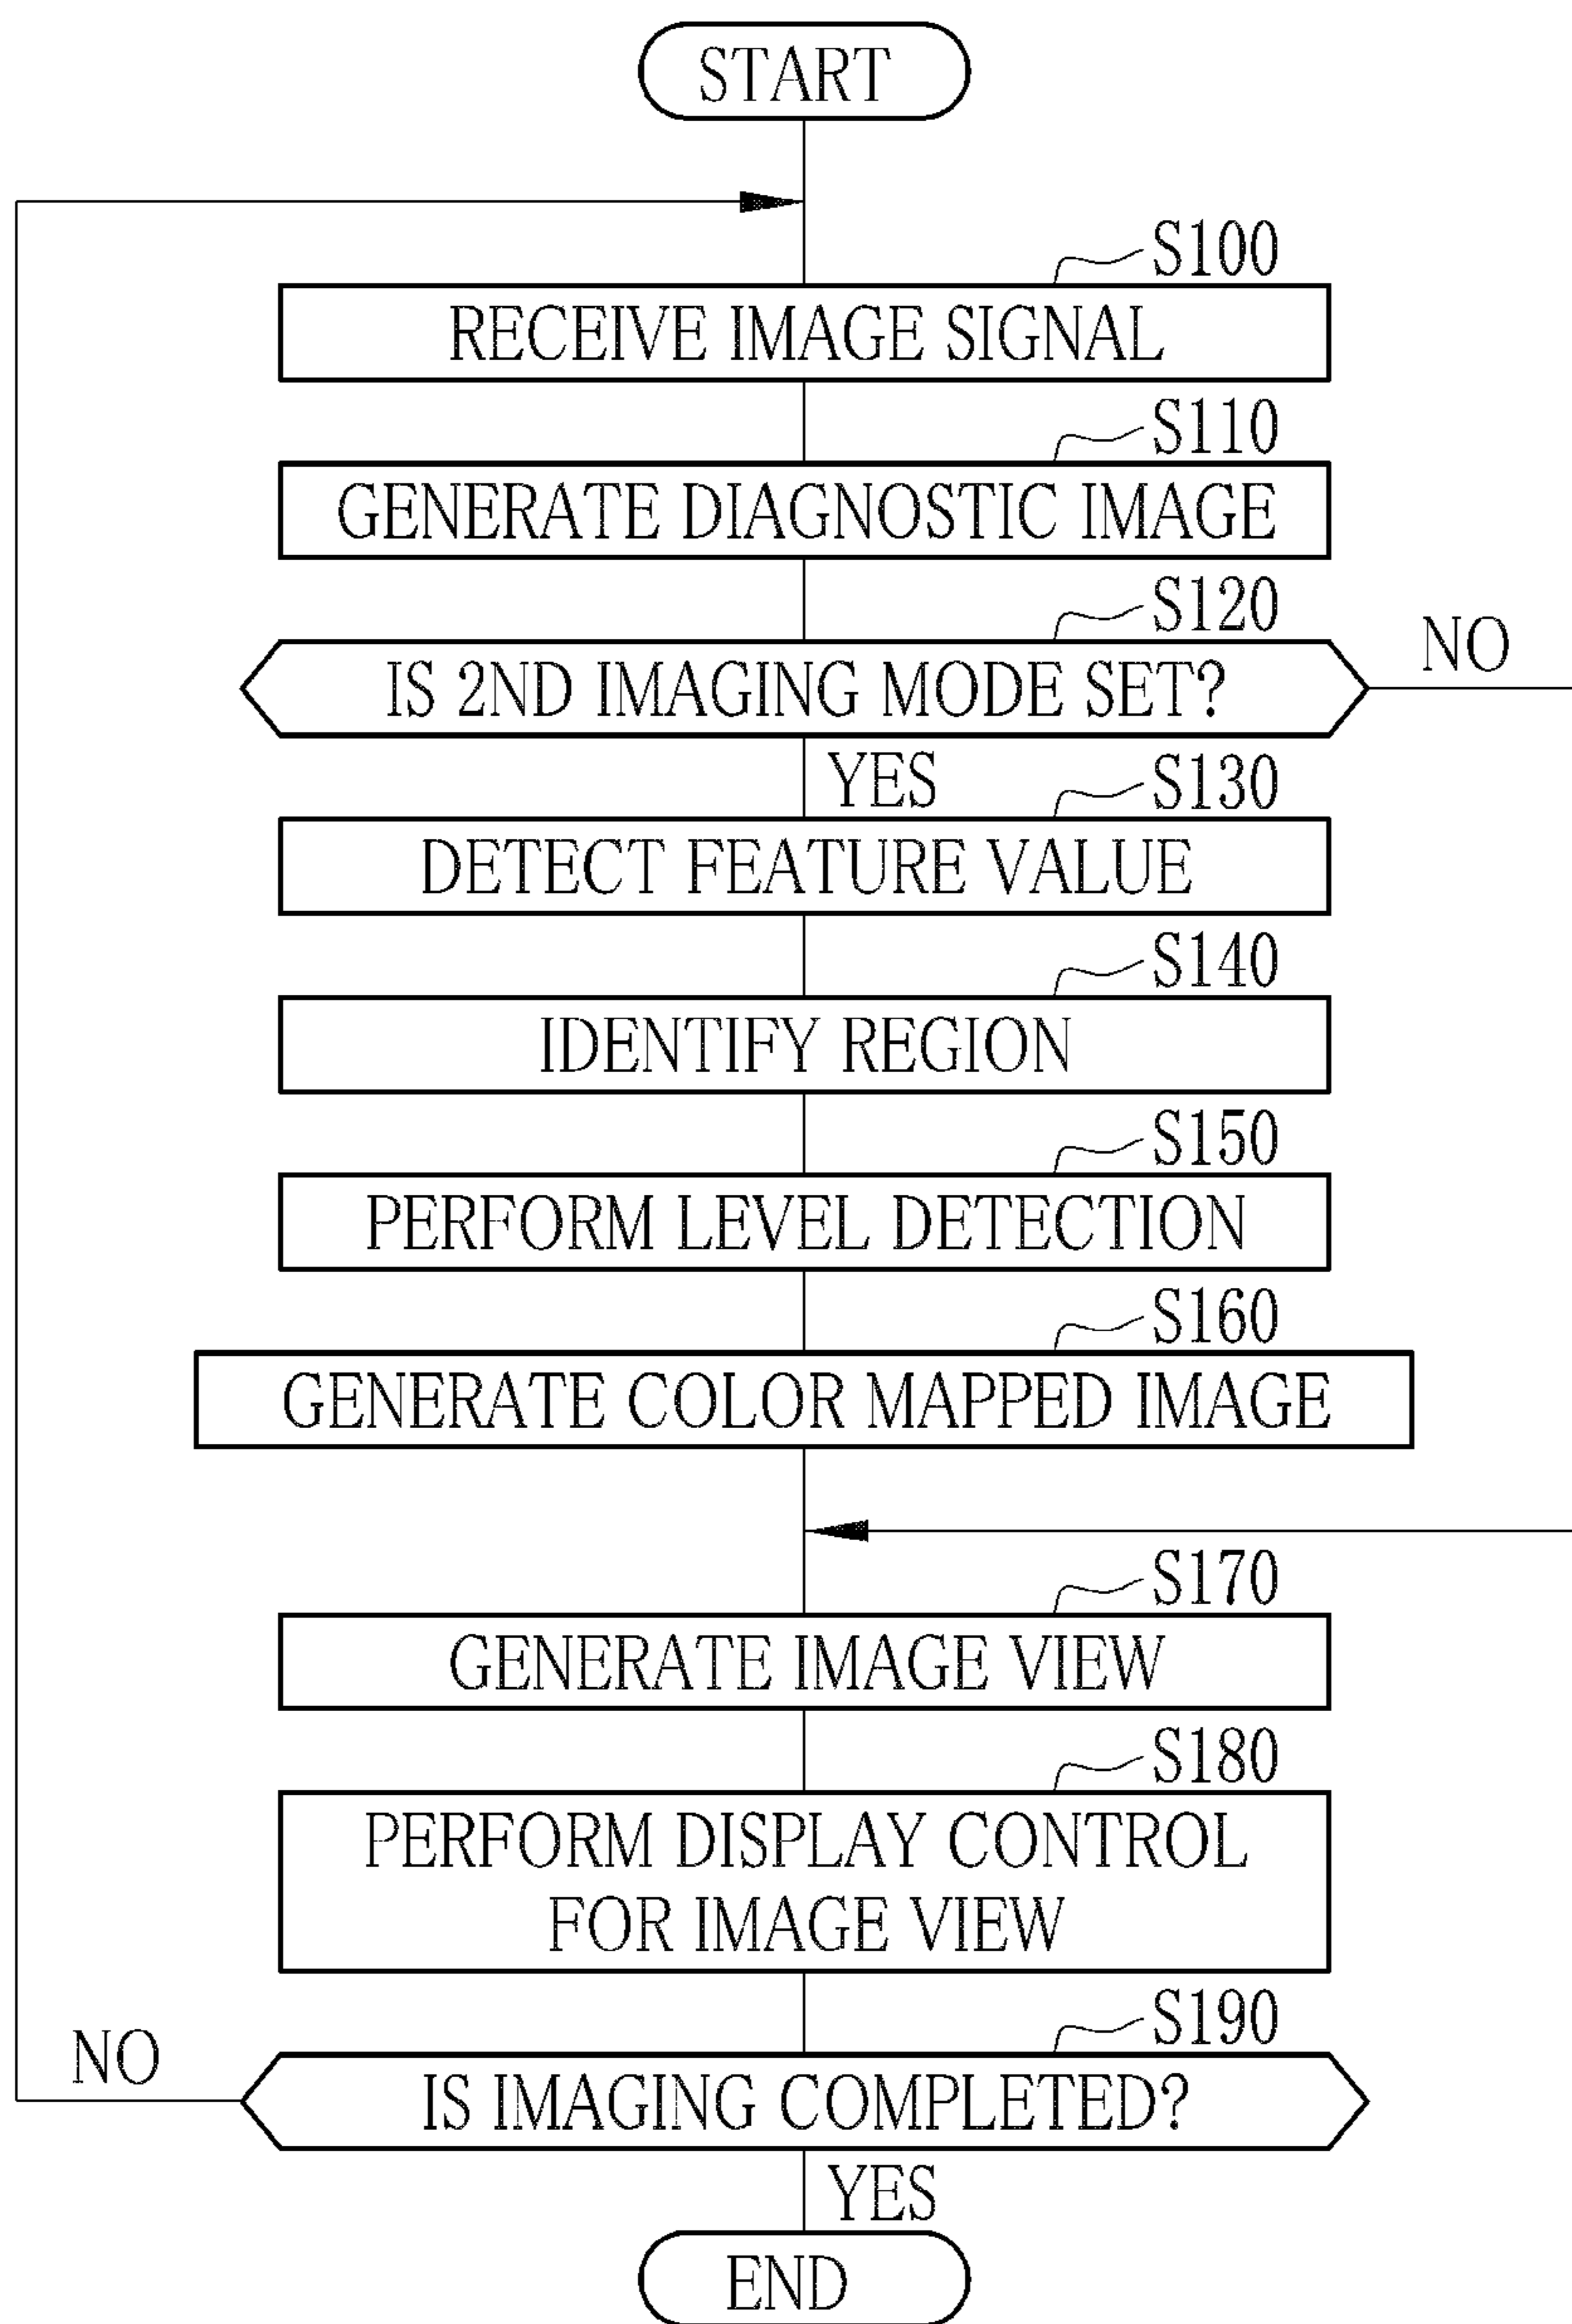 START
S100
RECEIVE IMAGE SIGNAL
S110
GENERATE DIAGNOSTIC IMAGE
S120
IS 2ND IMAGING MODE SET?
NO
YES
S130
DETECT FEATURE VALUE
S140
IDENTIFY REGION
S150
PERFORM LEVEL DETECTION
S160
GENERATE COLOR MAPPED IMAGE
S170
GENERATE IMAGE VIEW
S180
PERFORM DISPLAY CONTROL
FOR IMAGE VIEW
S190
NO
IS IMAGING COMPLETED?
YES
END